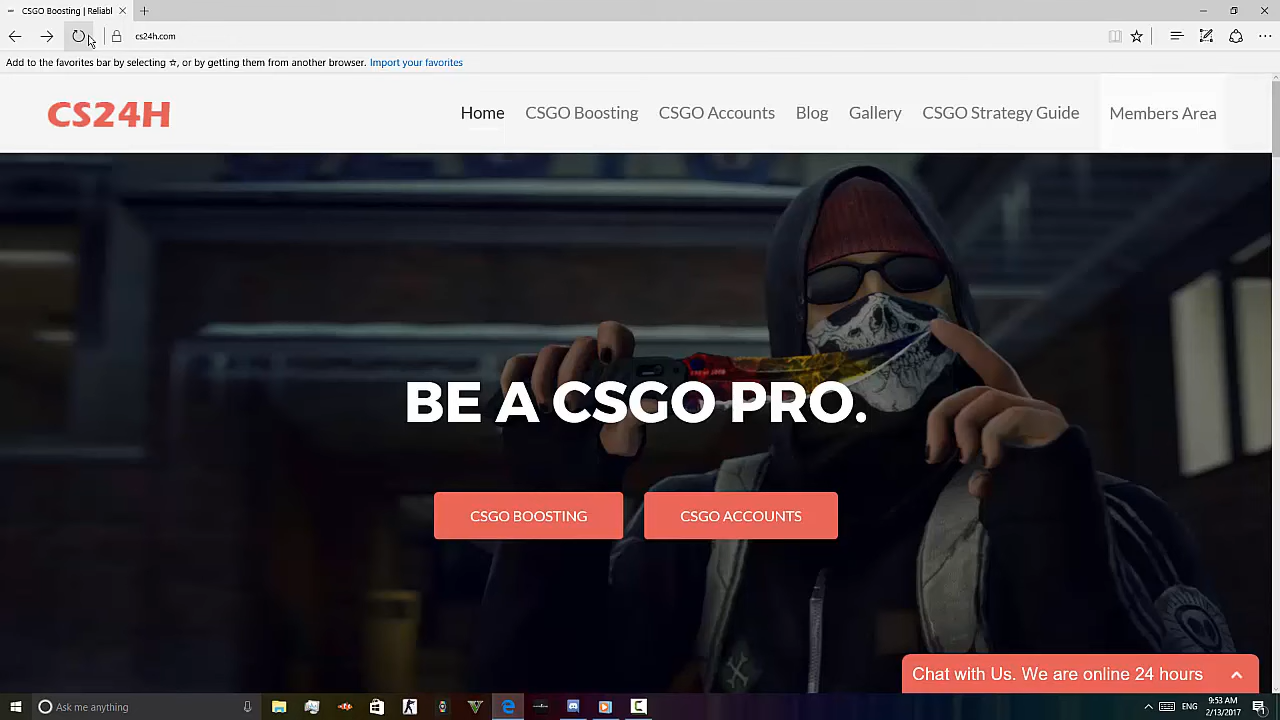 CSGO Boosting | Reliabl
cs24h.com
Add to the favorites bar by selecting ☆, or by getting them from another browser. Import your favorites
CS24H
Home CSGO Boosting CSGO Accounts Blog Gallery CSGO Strategy Guide Members Area
BE A CSGO PRO.
CSGO BOOSTING CSGO ACCOUNTS
Chat with Us. We are online 24 hours
Ask me anything
ENG
9:53 AM
2/13/2017